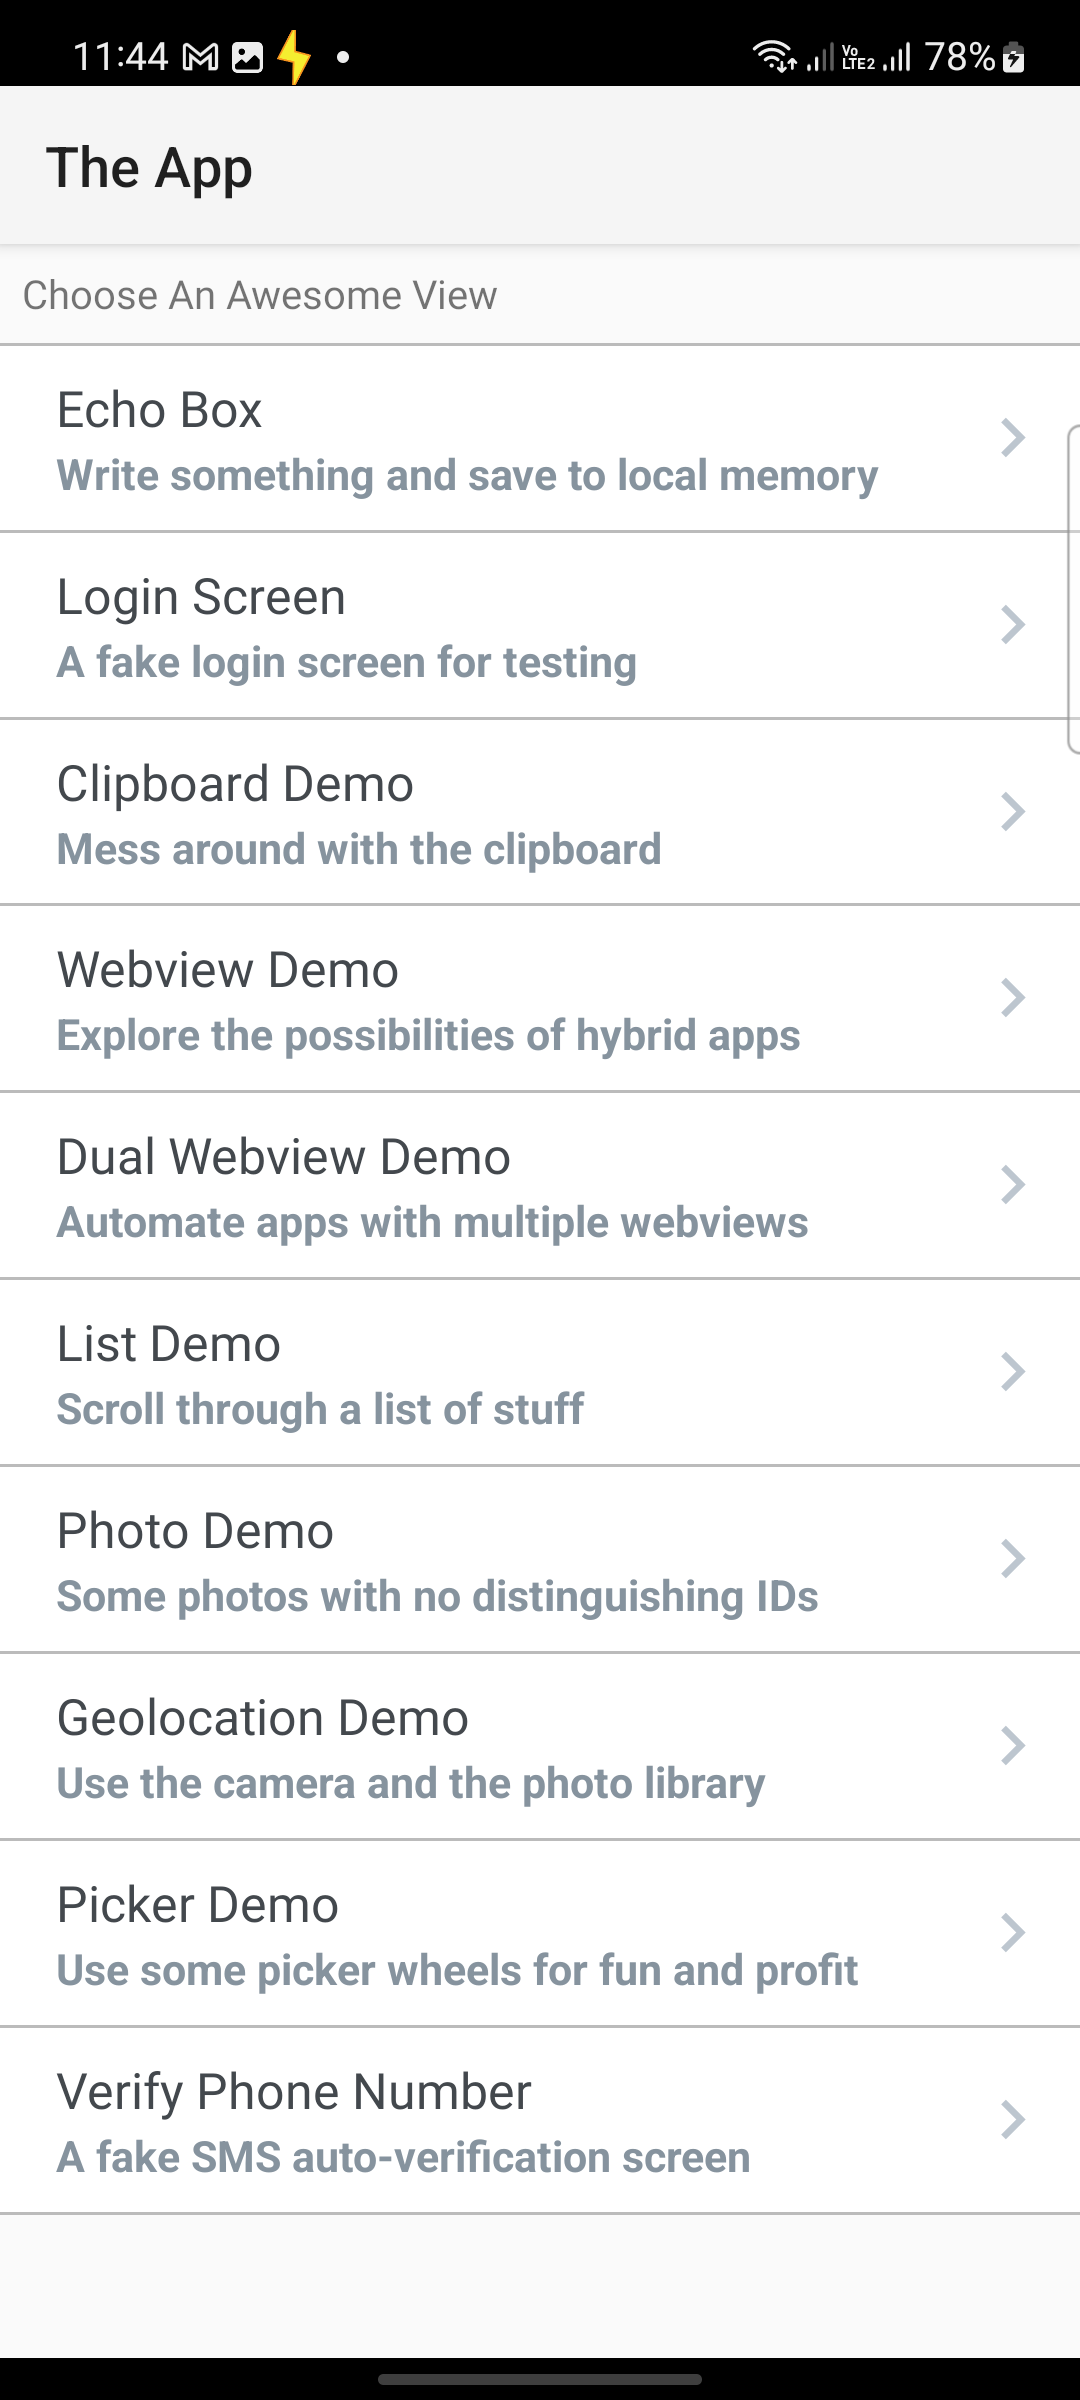 11:44
Vo LTE2 78%
The App
Choose An Awesome View
Echo Box
Write something and save to local memory
Login Screen
A fake login screen for testing
Clipboard Demo
Mess around with the clipboard
Webview Demo
Explore the possibilities of hybrid apps
Dual Webview Demo
Automate apps with multiple webviews
List Demo
Scroll through a list of stuff
Photo Demo
Some photos with no distinguishing IDs
Geolocation Demo
Use the camera and the photo library
Picker Demo
Use some picker wheels for fun and profit
Verify Phone Number
A fake SMS auto-verification screen